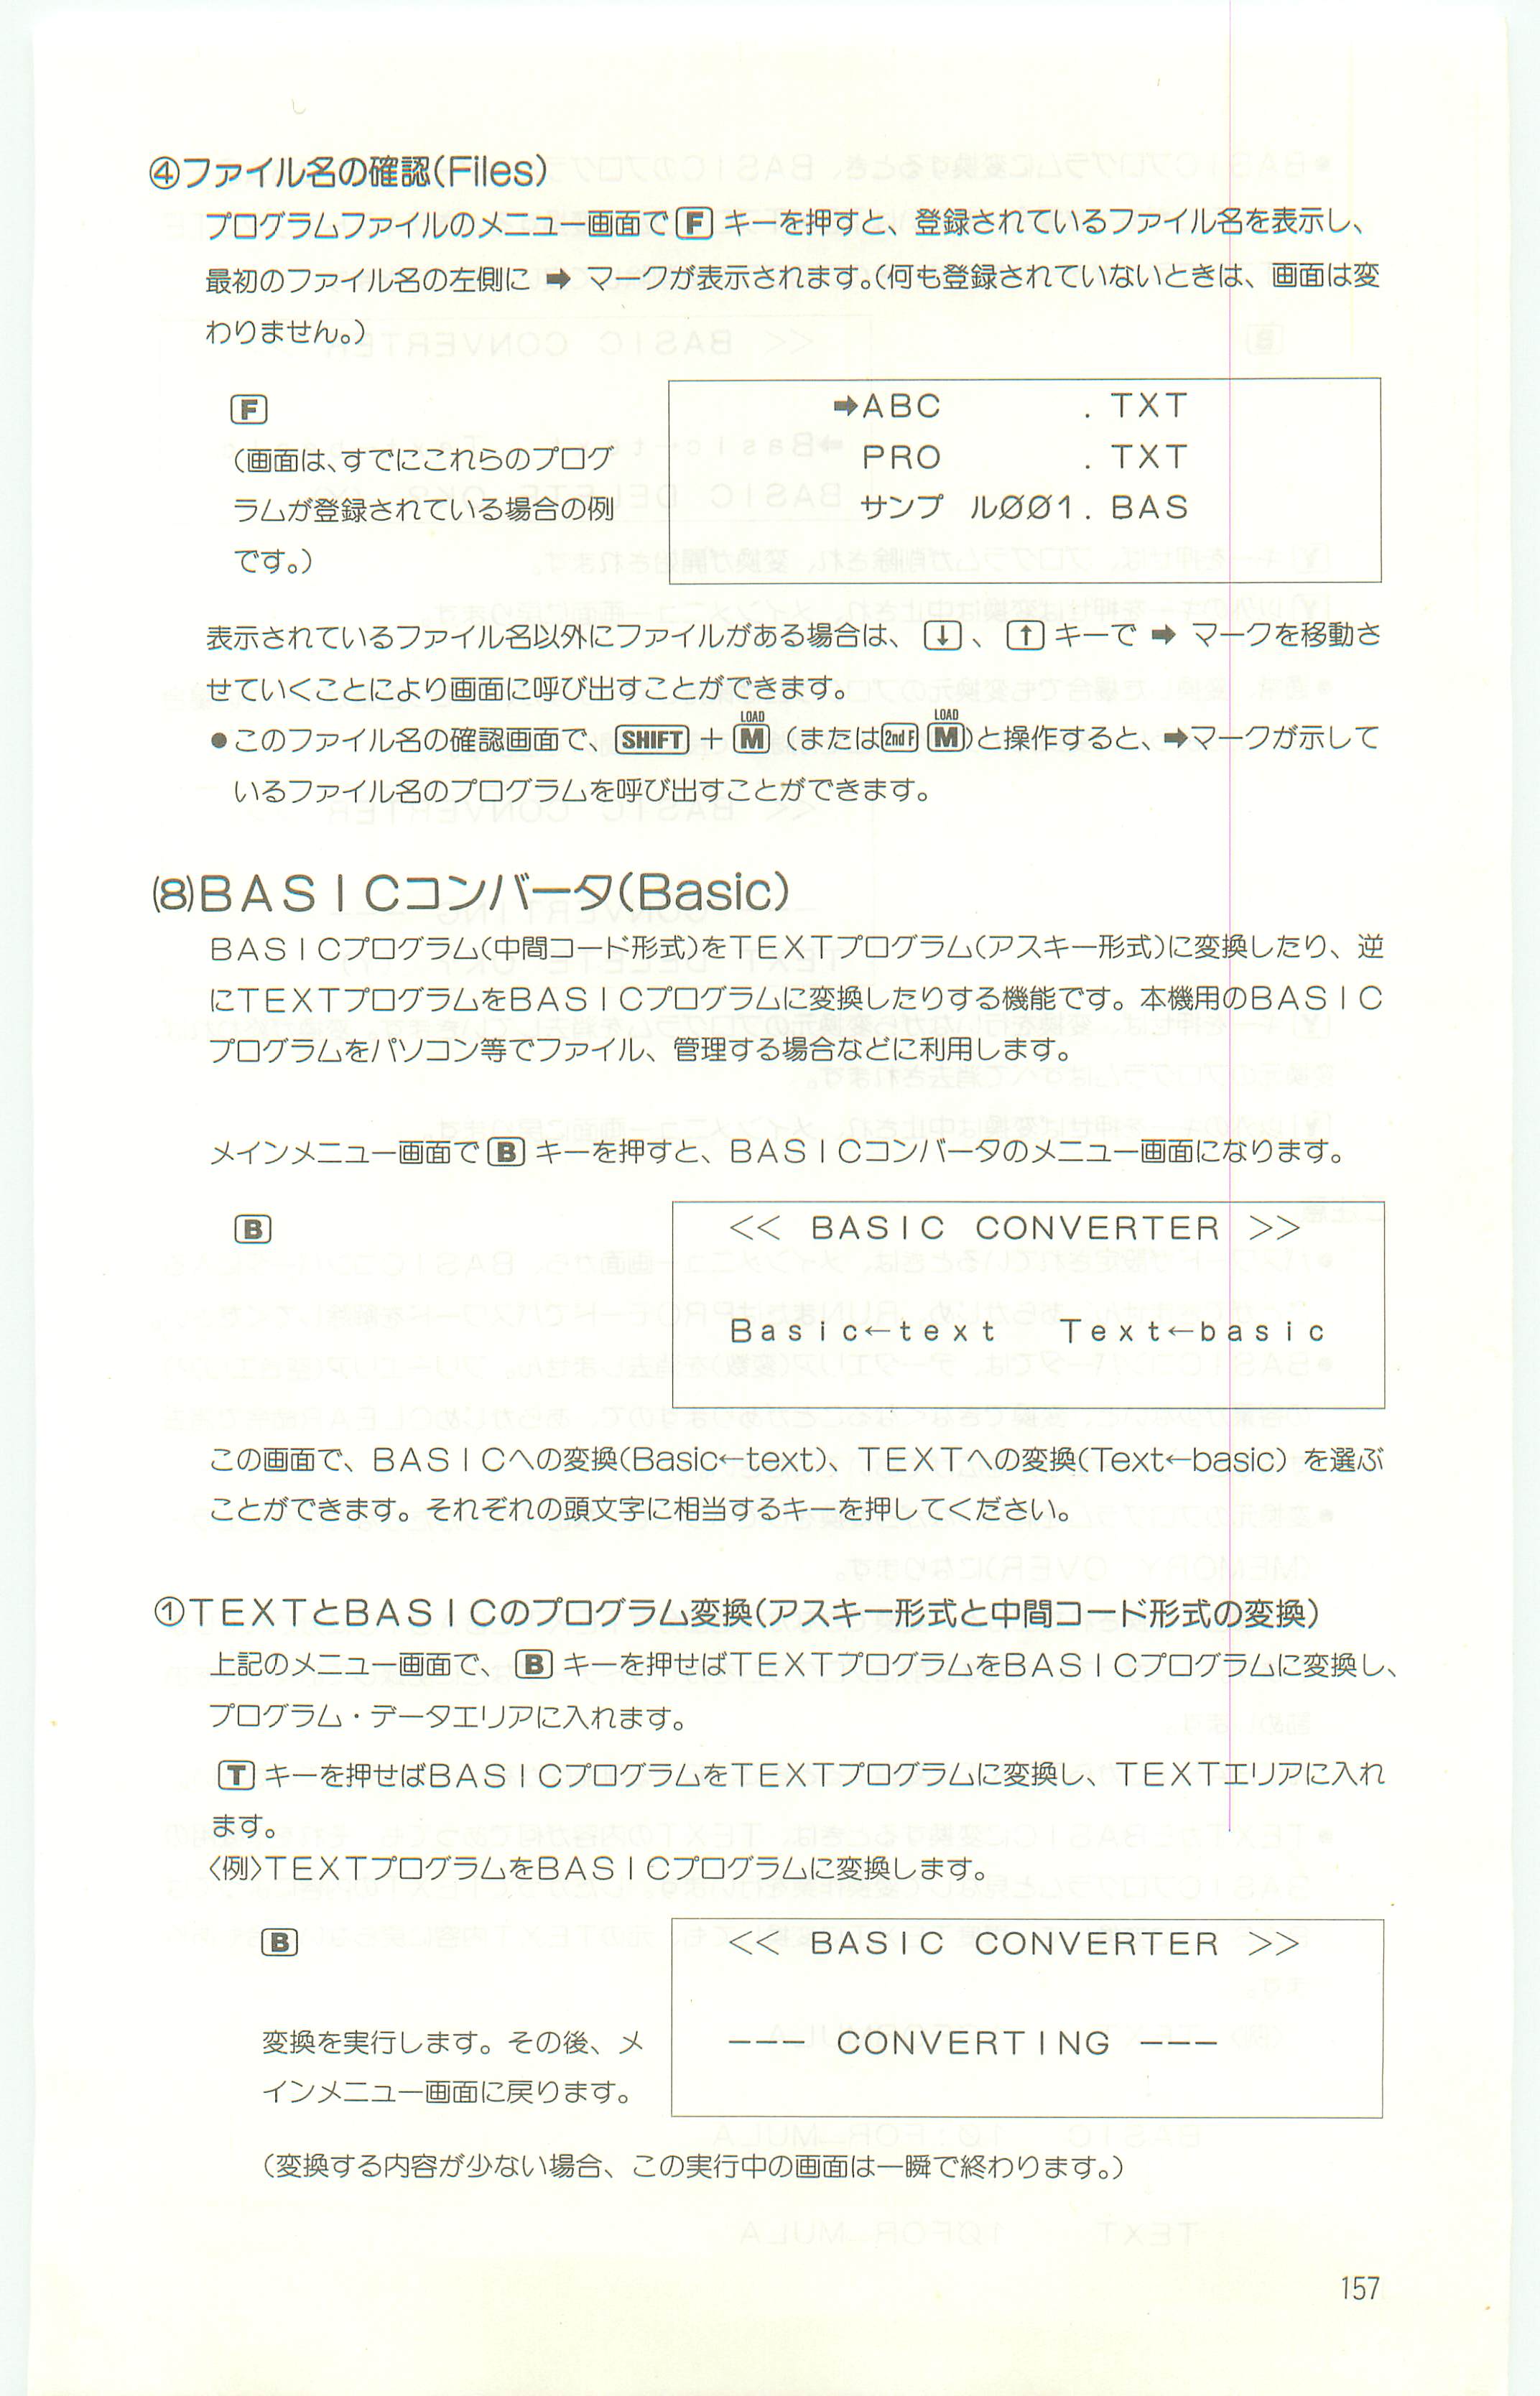 ④ファイル名の確認(Files)
プログラムファイルのメニュー画面で F キーを押すと、登録されているファイル名を表示し、
最初のファイル名の左側に ➡ マークが表示されます。(何も登録されていないときは、画面は変
わりません。)
F
(画面は、すでにこれらのプログ
ラムが登録されている場合の例
です。)
➡ABC . TXT
PRO . TXT
サンプ ル∅∅1. BAS
表示されているファイル名以外にファイルがある場合は、 ↓ 、 ↑ キーで ➡ マークを移動さ
せていくことにより画面に呼び出すことができます。
LOAD LOAD
●このファイル名の確認画面で、 SHIFT + M (または 2nd F M)と操作すると、➡マークが示して
いるファイル名のプログラムを呼び出すことができます。
(8)BASICコンバータ(Basic)
BASICプログラム(中間コード形式)をTEXTプログラム(アスキー形式)に変換したり、逆
にTEXTプログラムをBASICプログラムに変換したりする機能です。本機用のBASIC
プログラムをパソコン等でファイル、管理する場合などに利用します。
メインメニュー画面で B キーを押すと、BASICコンバータのメニュー画面になります。
B
<< BASIC CONVERTER >>
Basic←text Text←basic
この画面で、BASICへの変換(Basic←text)、TEXTへの変換(Text←basic) を選ぶ
ことができます。それぞれの頭文字に相当するキーを押してください。
①TEXTとBASICのプログラム変換(アスキー形式と中間コード形式の変換)
上記のメニュー画面で、 B キーを押せばTEXTプログラムをBASICプログラムに変換し、
プログラム・データエリアに入れます。
T キーを押せばBASICプログラムをTEXTプログラムに変換し、TEXTエリアに入れ
ます。
〈例〉TEXTプログラムをBASICプログラムに変換します。
B
<< BASIC CONVERTER >>
変換を実行します。その後、メ
インメニュー画面に戻ります。
--- CONVERTING ---
(変換する内容が少ない場合、この実行中の画面は一瞬で終わります。)
157